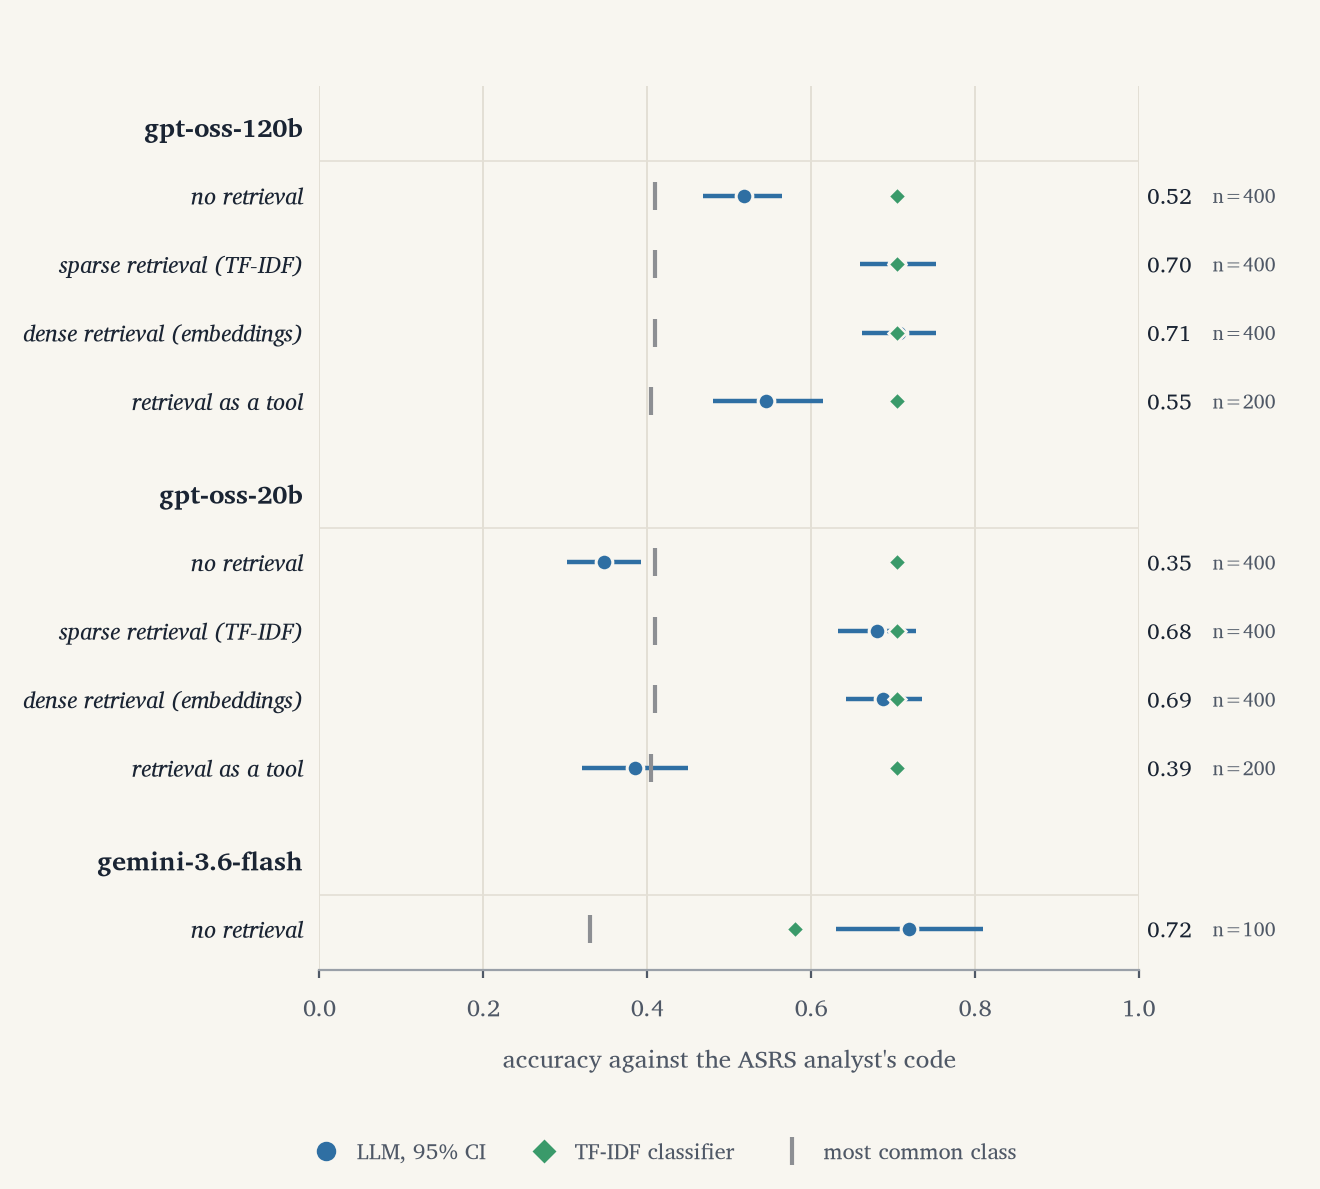 gpt-oss-120b
no retrieval 0.52 n=400
sparse retrieval (TF-IDF) 0.70 n=400
dense retrieval (embeddings) 0.71 n=400
retrieval as a tool 0.55 n=200
gpt-oss-20b
no retrieval 0.35 n=400
sparse retrieval (TF-IDF) 0.68 n=400
dense retrieval (embeddings) 0.69 n=400
retrieval as a tool 0.39 n=200
gemini-3.6-flash
no retrieval 0.72 n=100
0.0 0.2 0.4 0.6 0.8 1.0
accuracy against the ASRS analyst's code
LLM, 95% CI TF-IDF classifier most common class